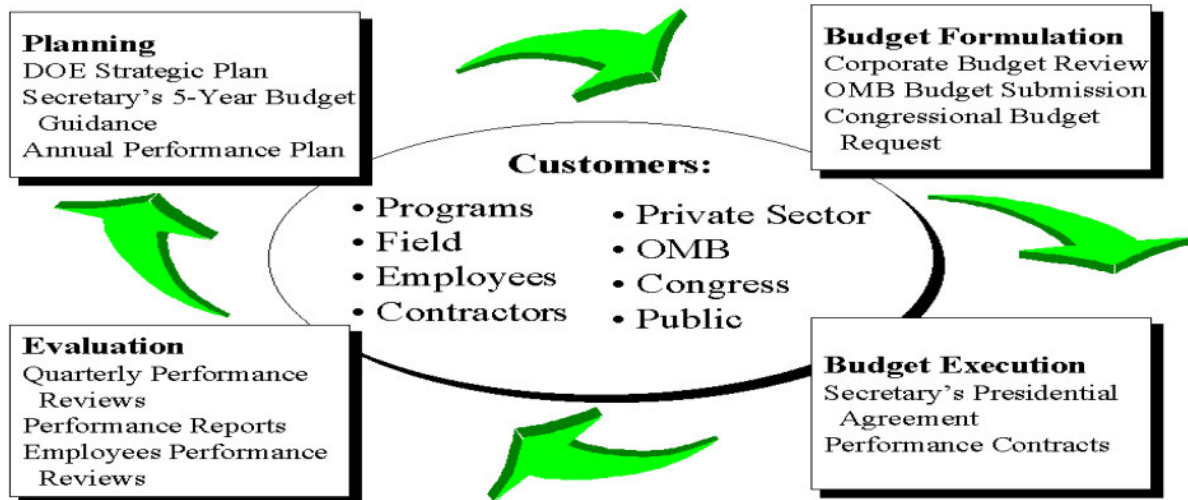 Planning
DOE Strategic Plan
Secretary's 5-Year Budget
Guidance
Annual Performance Plan
Budget Formulation
Corporate Budget Review
OMB Budget Submission
Congressional Budget
Request
Customers:
• Programs
• Field
• Employees
• Contractors
• Private Sector
• OMB
• Congress
• Public
Evaluation
Quarterly Performance
Reviews
Performance Reports
Employees Performance
Reviews
Budget Execution
Secretary's Presidential
Agreement
Performance Contracts